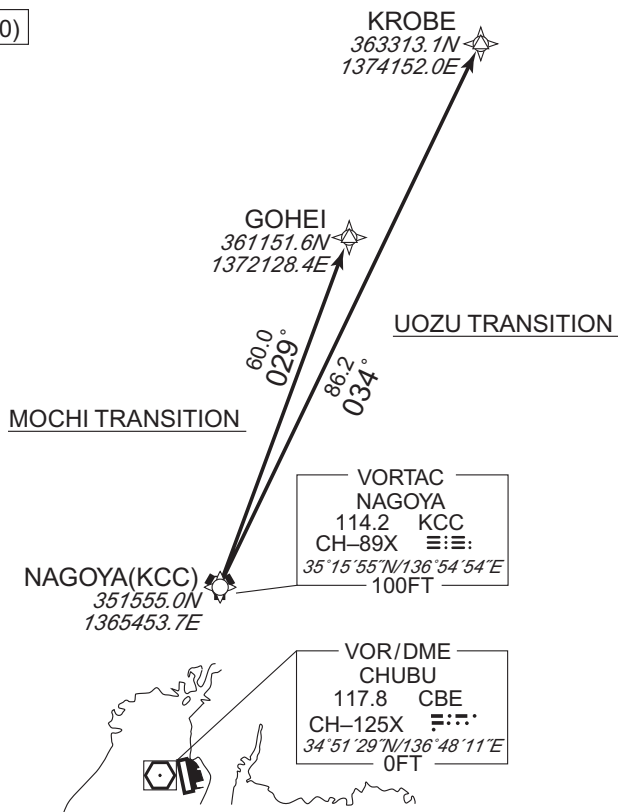 0)
KROBE
363313.1N
1374152.0E
GOHEI
361151.6N
1372128.4E
UOZU TRANSITION
60.0
029°
86.2
034°
MOCHI TRANSITION
VORTAC
NAGOYA
114.2 KCC
CH–89X
35°15´55˝N/136°54´54˝E
100FT
NAGOYA(KCC)
351555.0N
1365453.7E
VOR/DME
CHUBU
117.8 CBE
CH–125X
34°51´29˝N/136°48´11˝E
0FT